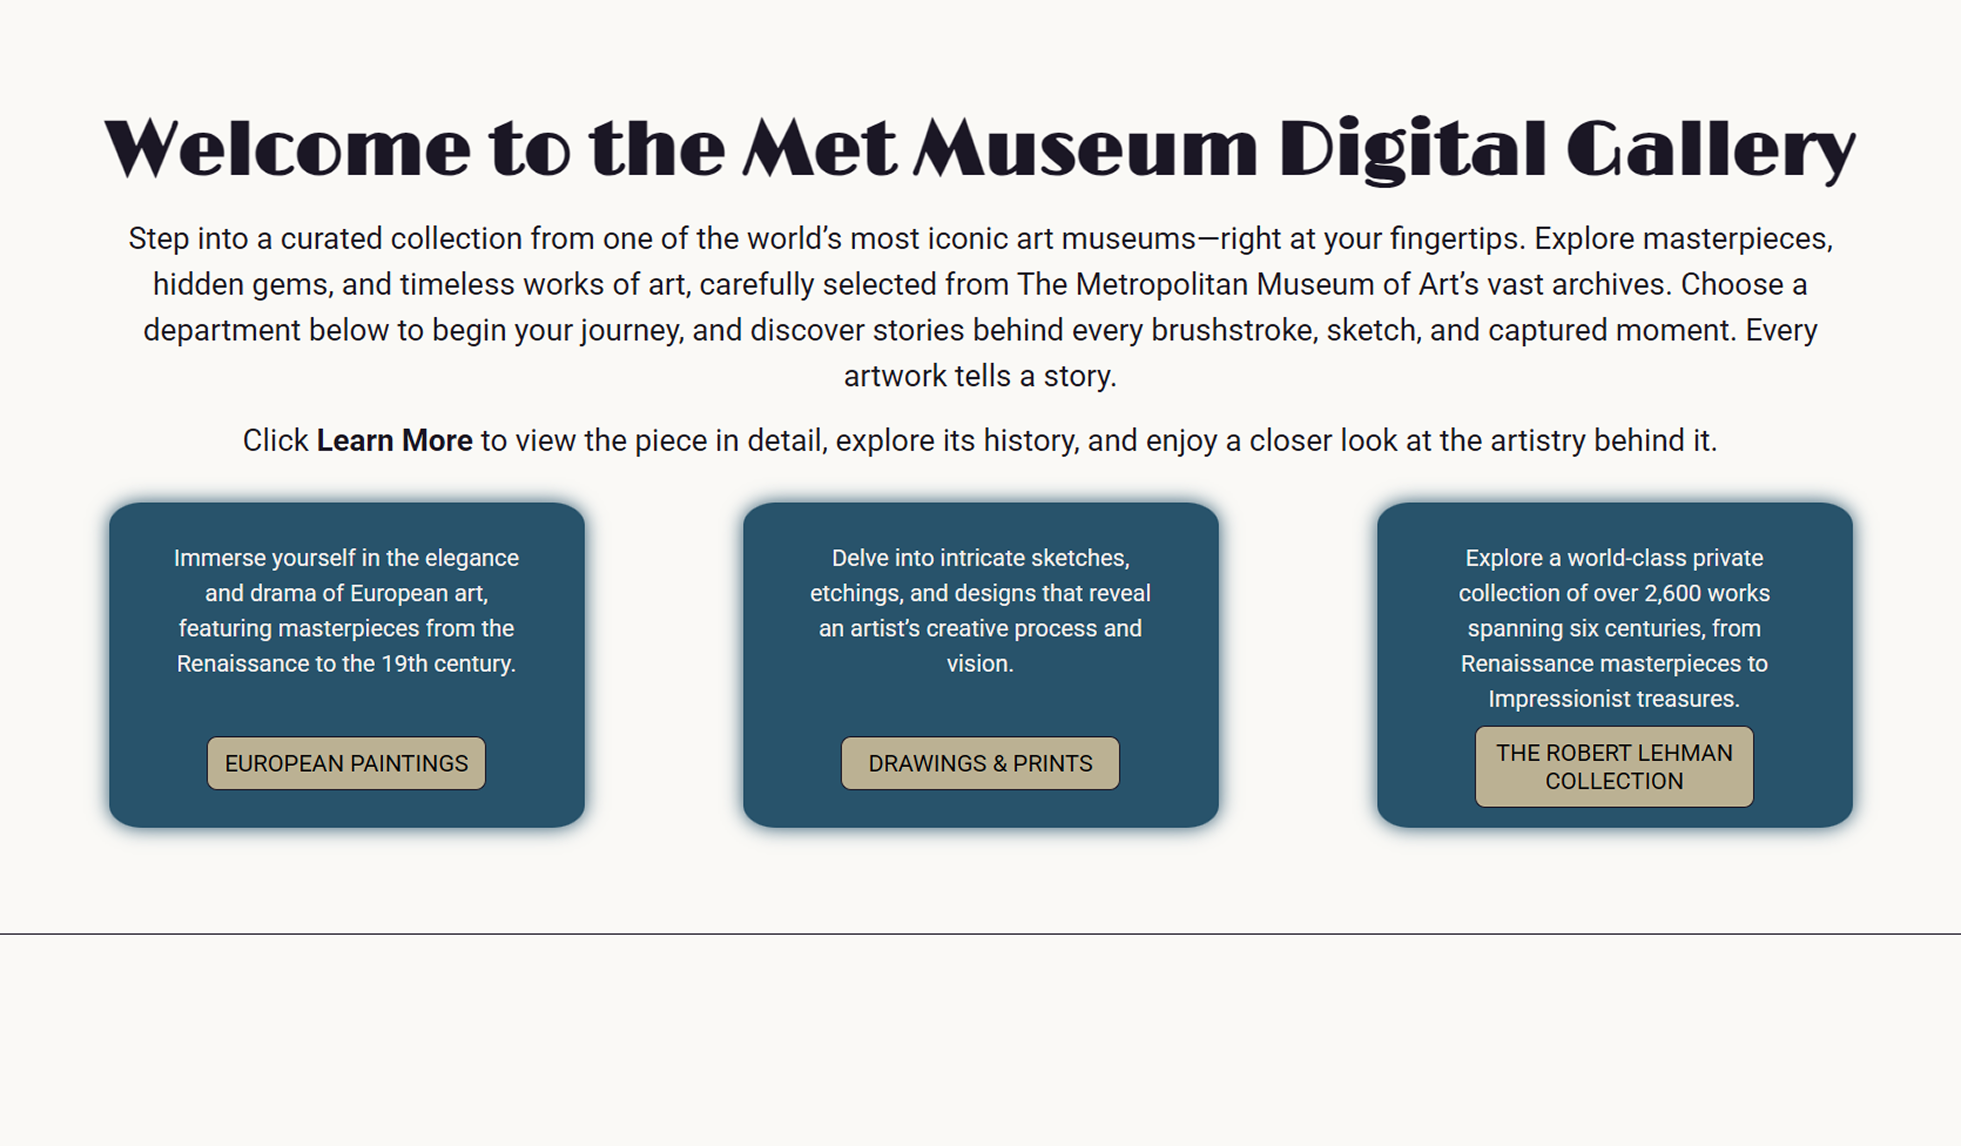 Welcome to the Met Museum Digital Gallery
Step into a curated collection from one of the world’s most iconic art museums—right at your fingertips. Explore masterpieces,
hidden gems, and timeless works of art, carefully selected from The Metropolitan Museum of Art’s vast archives. Choose a
department below to begin your journey, and discover stories behind every brushstroke, sketch, and captured moment. Every
artwork tells a story.
Click Learn More to view the piece in detail, explore its history, and enjoy a closer look at the artistry behind it.
Immerse yourself in the elegance
and drama of European art,
featuring masterpieces from the
Renaissance to the 19th century.
EUROPEAN PAINTINGS
Delve into intricate sketches,
etchings, and designs that reveal
an artist’s creative process and
vision.
DRAWINGS & PRINTS
Explore a world-class private
collection of over 2,600 works
spanning six centuries, from
Renaissance masterpieces to
Impressionist treasures.
THE ROBERT LEHMAN
COLLECTION